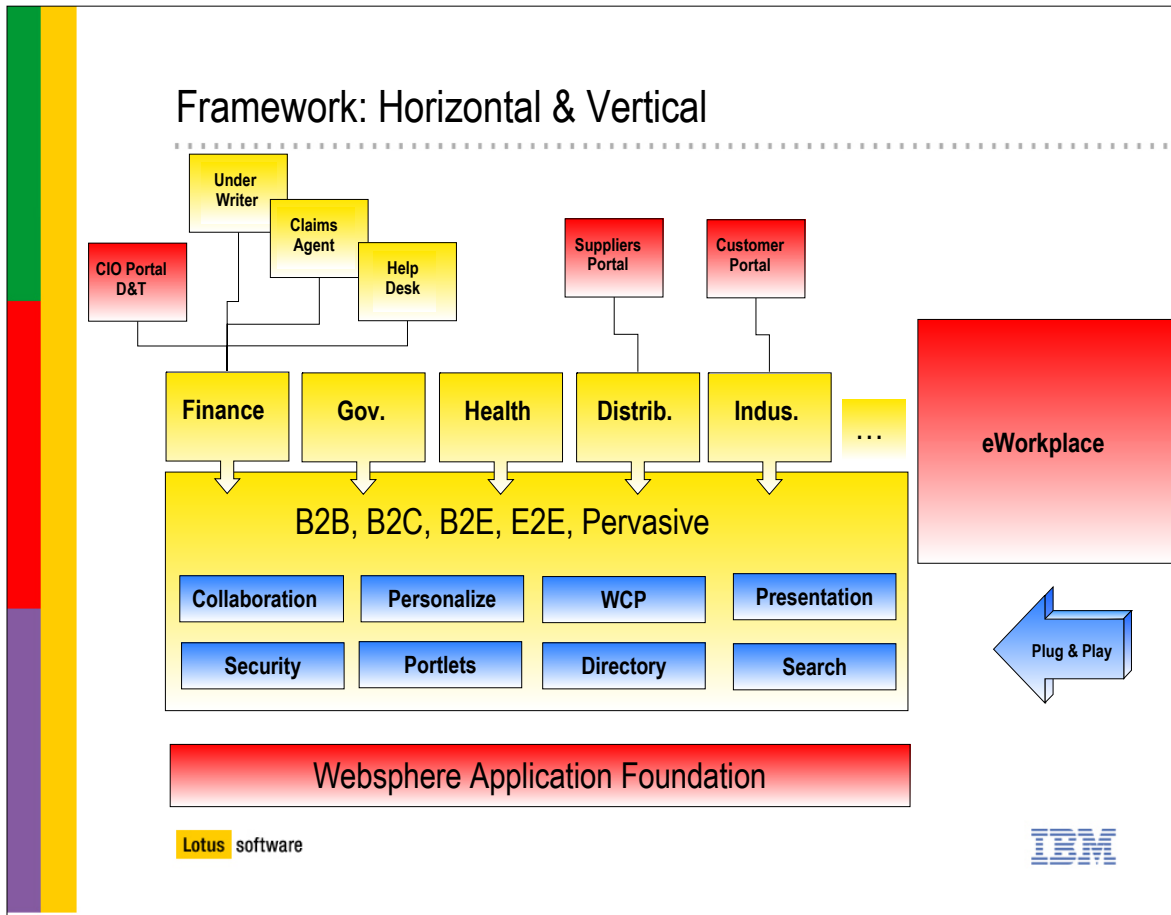 Framework: Horizontal & Vertical
Under
Writer
Claims
Agent
Help
Desk
CIO Portal
D&T
Suppliers
Portal
Customer
Portal
Finance
Gov.
Health
Distrib.
Indus.
...
eWorkplace
B2B, B2C, B2E, E2E, Pervasive
Collaboration
Personalize
WCP
Presentation
Security
Portlets
Directory
Search
Plug & Play
Websphere Application Foundation
Lotus software
IBM